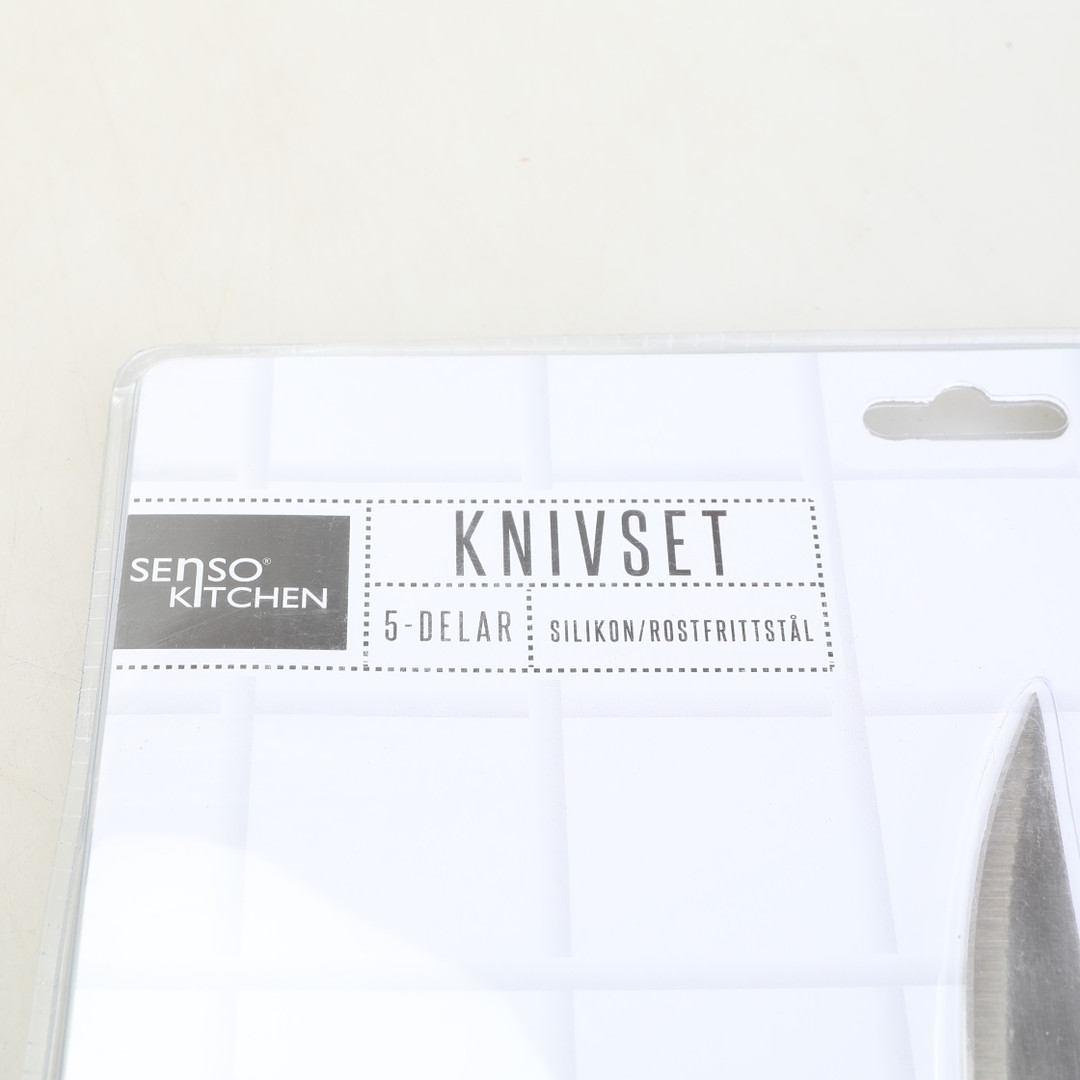 SENSO®
KITCHEN
KNIVSET
5-DELAR
SILIKON/ROSTFRITTSTÅL